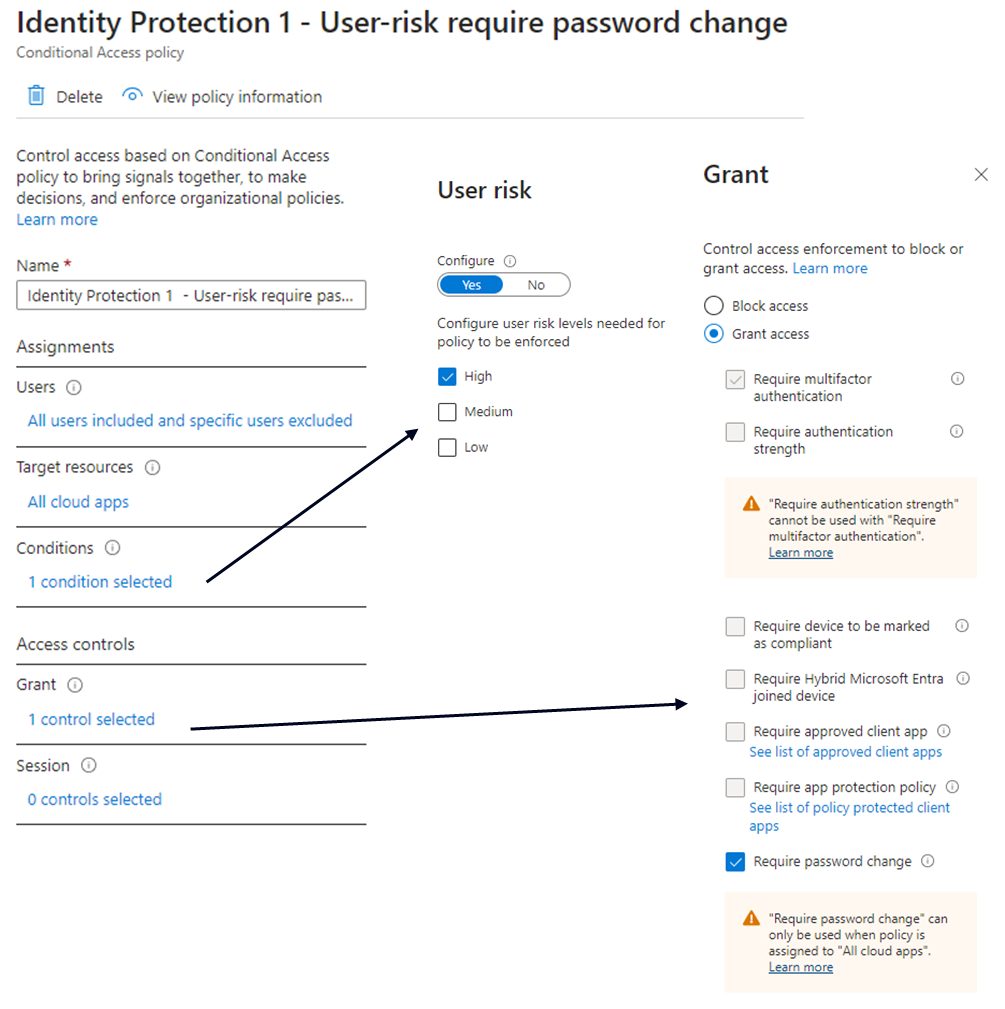 Identity Protection 1 - User-risk require password change
Conditional Access policy
Delete View policy information
Control access based on Conditional Access
policy to bring signals together, to make
decisions, and enforce organizational policies.
Learn more
Name *
Identity Protection 1 - User-risk require pas...
Assignments
Users
All users included and specific users excluded
Target resources
All cloud apps
Conditions
1 condition selected
Access controls
Grant
1 control selected
Session
0 controls selected
User risk
Configure
Yes No
Configure user risk levels needed for
policy to be enforced
High
Medium
Low
Grant
Control access enforcement to block or
grant access. Learn more
Block access
Grant access
Require multifactor
authentication
Require authentication
strength
"Require authentication strength"
cannot be used with "Require
multifactor authentication".
Learn more
Require device to be marked
as compliant
Require Hybrid Microsoft Entra
joined device
Require approved client app
See list of approved client apps
Require app protection policy
See list of policy protected client
apps
Require password change
"Require password change" can
only be used when policy is
assigned to "All cloud apps".
Learn more